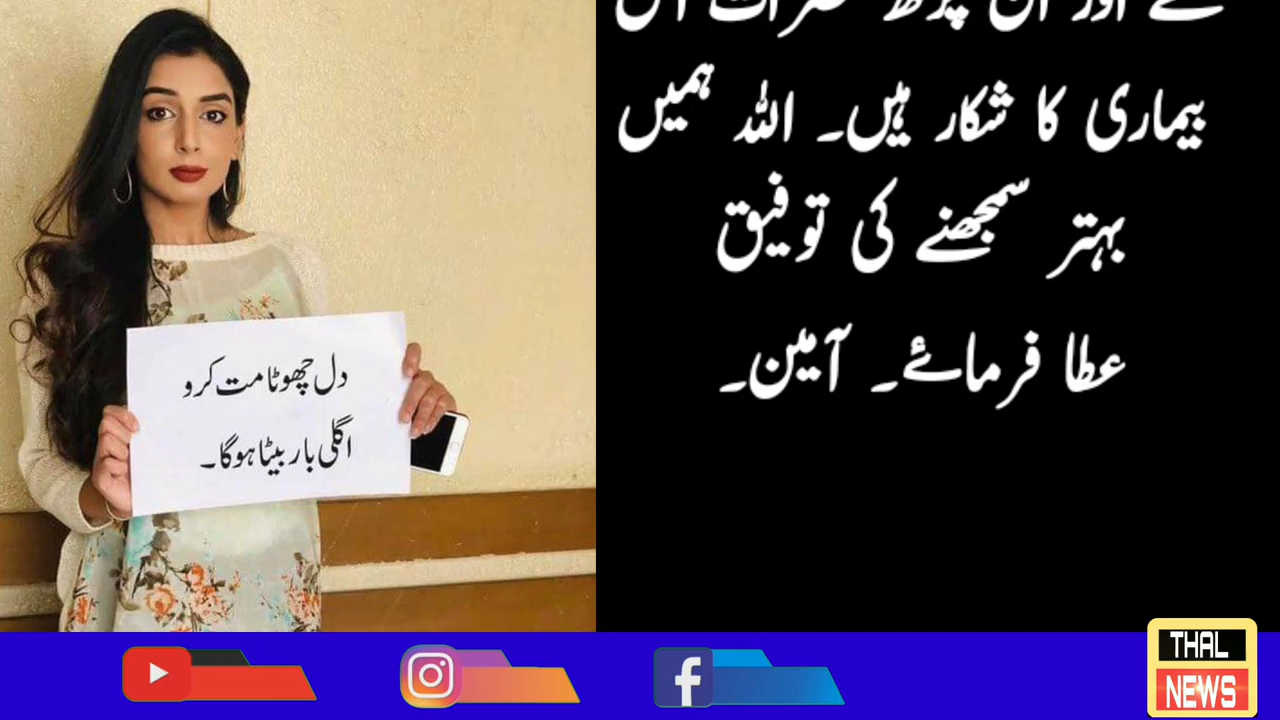 دل چھوٹا مت کرو
اگلی بار بیٹا ہوگا۔
بیماری کا شکار ہیں۔ اللہ ہمیں
بہتر سمجھنے کی توفیق
عطا فرمائے۔ آمین۔
THAL
NEWS